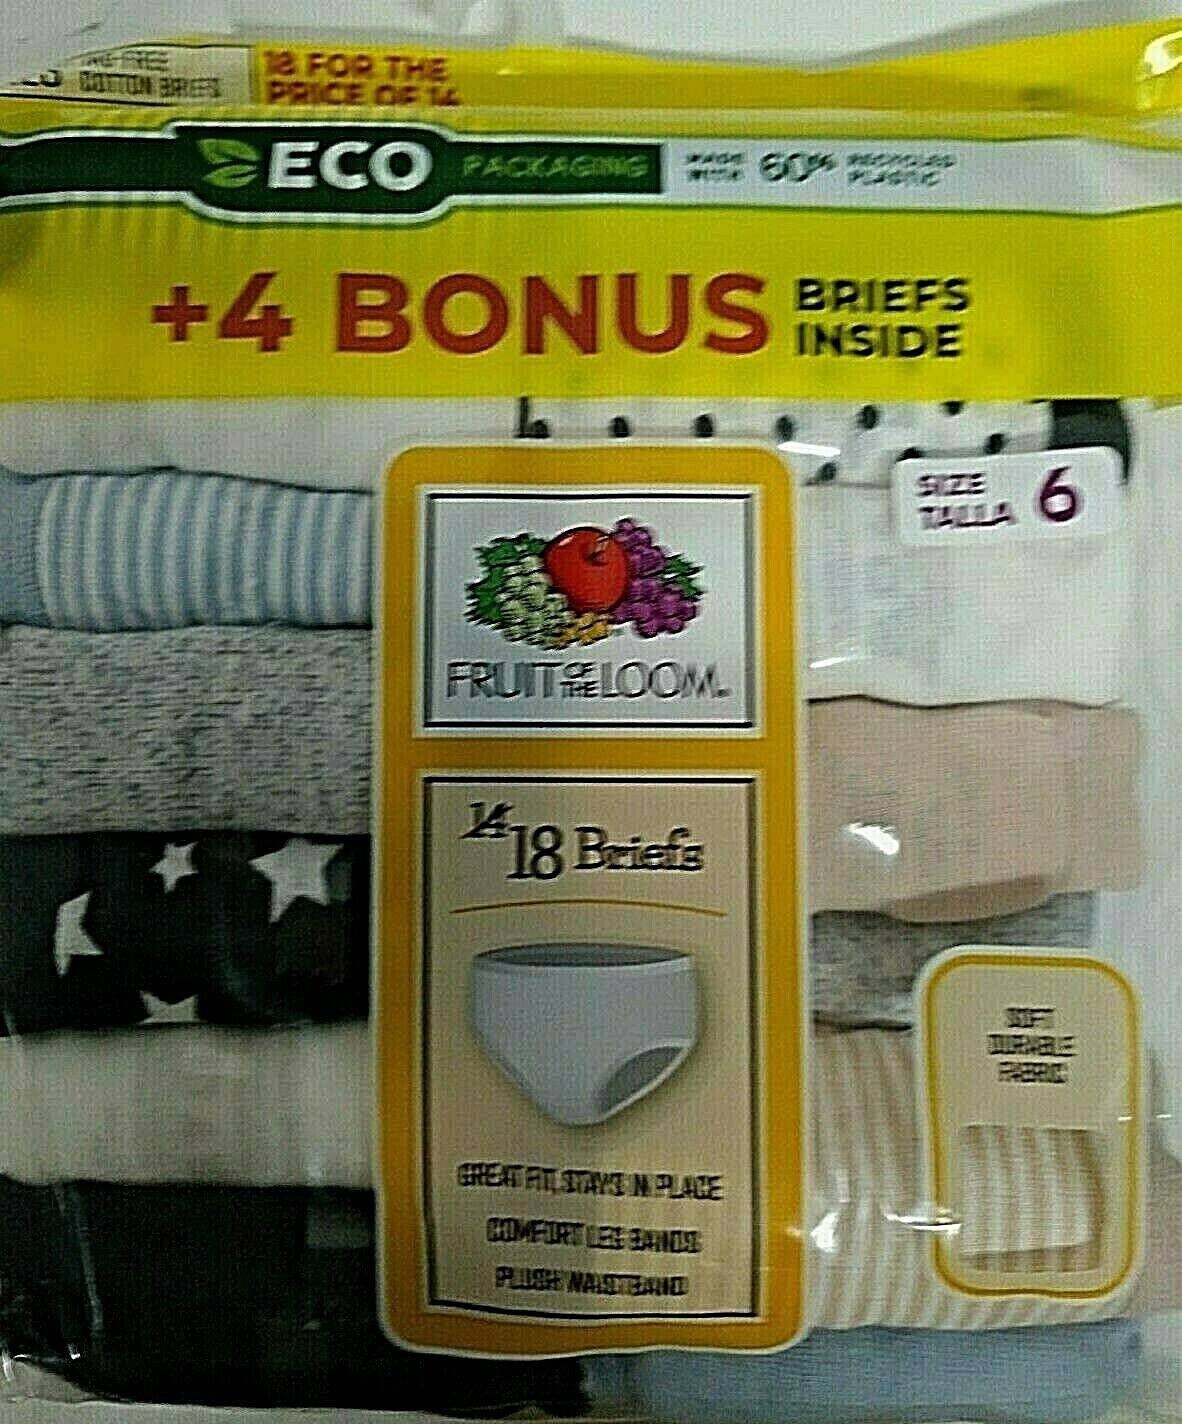 TAG-FREE
COTTON BRIEFS
18 FOR THE
PRICE OF 14
ECO PACKAGING
MADE WITH 60% RECYCLED PLASTIC
+4 BONUS BRIEFS INSIDE
SIZE
TALLA 6
FRUIT OF THE LOOM®
14 18 Briefs
GREAT FIT, STAYS IN PLACE
COMFORT LEG BANDS
PLUSH WAISTBAND
SOFT
DURABLE
FABRIC